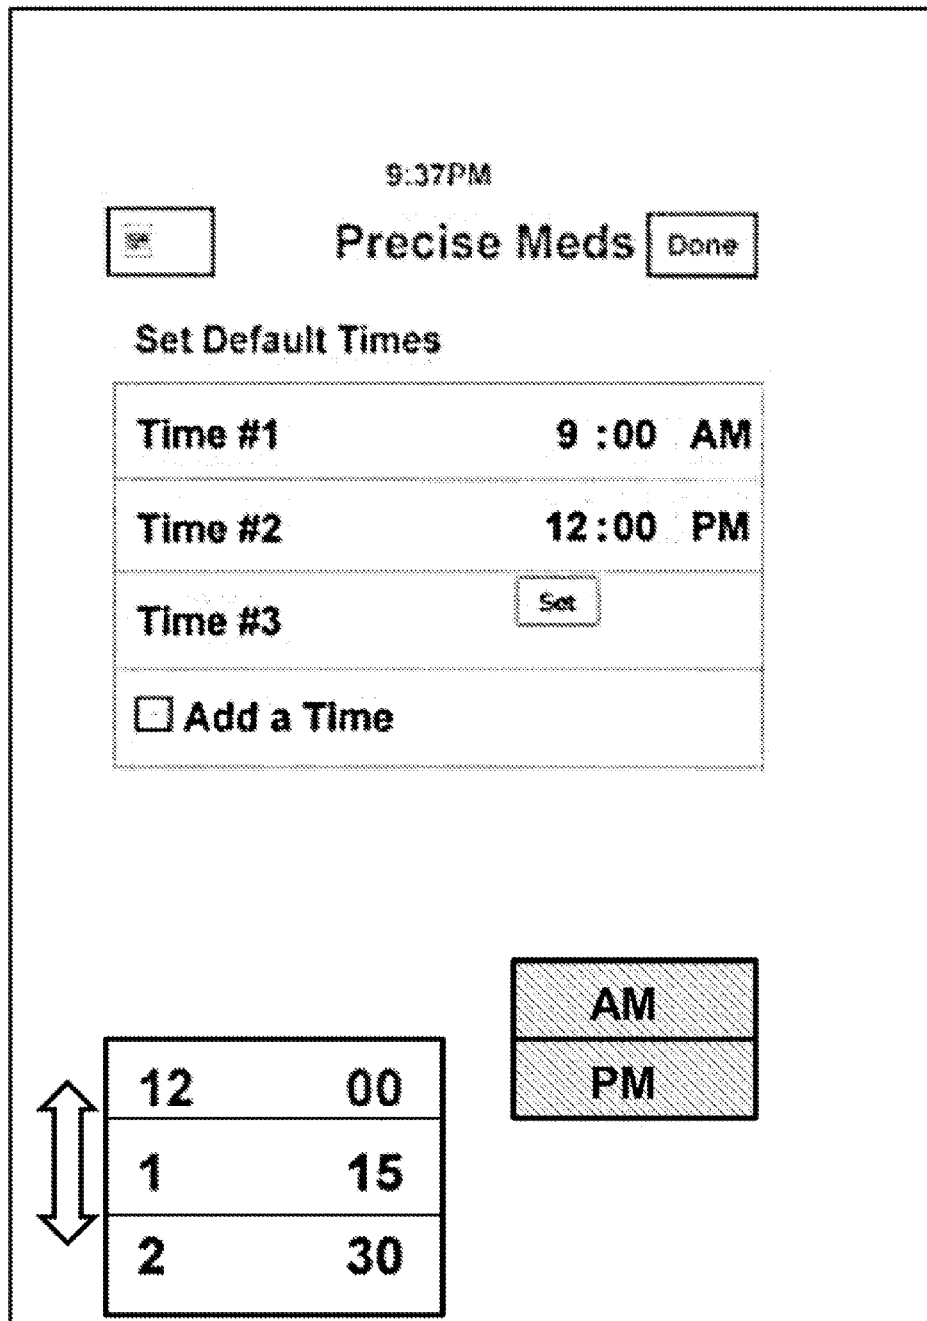 9:37PM
Precise Meds Done
Set Default Times
Time #1 9 :00 AM
Time #2 12:00 PM
Time #3 Set
Add a Time
AM
PM
12 00
1 15
2 30